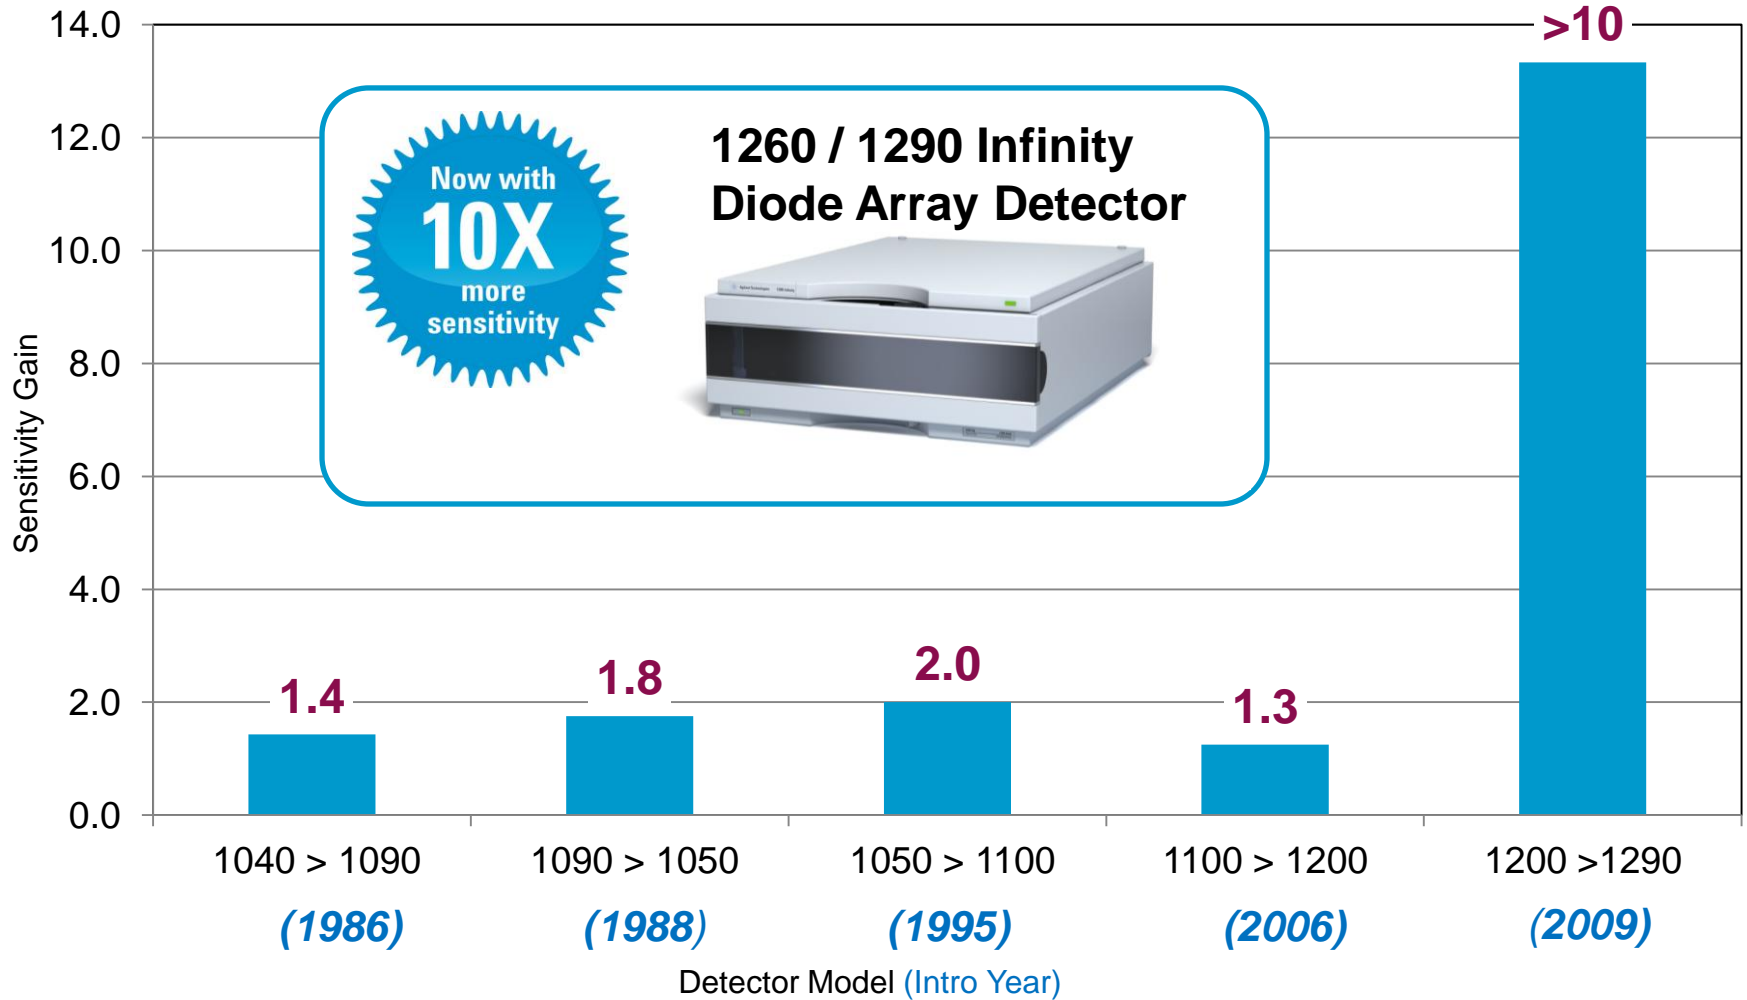 14.0
12.0
10.0
8.0
6.0
4.0
2.0
0.0
Sensitivity Gain
Now with
10X
more
sensitivity
1260 / 1290 Infinity
Diode Array Detector
Agilent Technologies
1.4
1.8
2.0
1.3
>10
1040 > 1090
1090 > 1050
1050 > 1100
1100 > 1200
1200 >1290
(1986)
(1988)
(1995)
(2006)
(2009)
Detector Model (Intro Year)